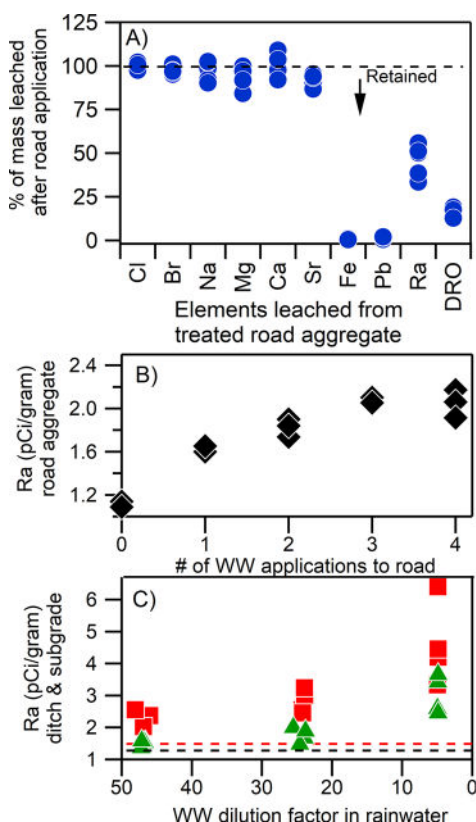 A)
% of mass leached
after road application
125
100
75
50
25
0
Retained
Cl Br Na Mg Ca Sr Fe Pb Ra DRO
Elements leached from
treated road aggregate
B)
Ra (pCi/gram)
road aggregate
2.4
2.0
1.6
1.2
0 1 2 3 4
# of WW applications to road
C)
Ra (pCi/gram)
ditch & subgrade
6
5
4
3
2
1
50 40 30 20 10 0
WW dilution factor in rainwater